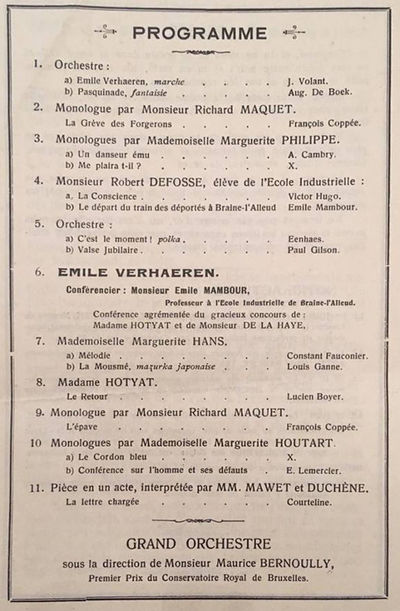 PROGRAMME
1. Orchestre :
a) Emile Verhaeren, marche . . . . J. Volant.
b) Pasquinade, fantaisie . . . . . Aug. De Boek.
2. Monologue par Monsieur Richard MAQUET.
La Grève des Forgerons . . . . . François Coppée.
3. Monologues par Mademoiselle Marguerite PHILIPPE.
a) Un danseur ému . . . . . . A. Cambry.
b) Me plaira t-il ? . . . . . . X.
4. Monsieur Robert DEFOSSE, élève de l'Ecole Industrielle :
a. La Conscience . . . . . . Victor Hugo.
b) Le départ du train des déportés à Braine-l'Alleud Emile Mambour.
5. Orchestre :
a) C'est le moment ! polka . . . . . Eenhaes.
b) Valse Jubilaire . . . . . . Paul Gilson.
6. EMILE VERHAEREN.
Conférencier : Monsieur Emile MAMBOUR,
Professeur à l'Ecole Industrielle de Braine-l'Alleud.
Conférence agrémentée du gracieux concours de :
Madame HOTYAT et de Monsieur DE LA HAYE,
7. Mademoiselle Marguerite HANS.
a) Mélodie . . . . . . . Constant Fauconier.
b) La Mousmé, mazurka japonaise . . . Louis Ganne.
8. Madame HOTYAT.
Le Retour . . . . . . . Lucien Boyer.
9. Monologue par Monsieur Richard MAQUET.
L'épave . . . . . . . François Coppée.
10 Monologues par Mademoiselle Marguerite HOUTART
a) Le Cordon bleu . . . . . . X.
b) Conférence sur l'homme et ses défauts . E. Lemercier.
11. Pièce en un acte, interprétée par MM. MAWET et DUCHÈNE.
La lettre chargée . . . . . . Courteline.
GRAND ORCHESTRE
sous la direction de Monsieur Maurice BERNOULLY,
Premier Prix du Conservatoire Royal de Bruxelles.